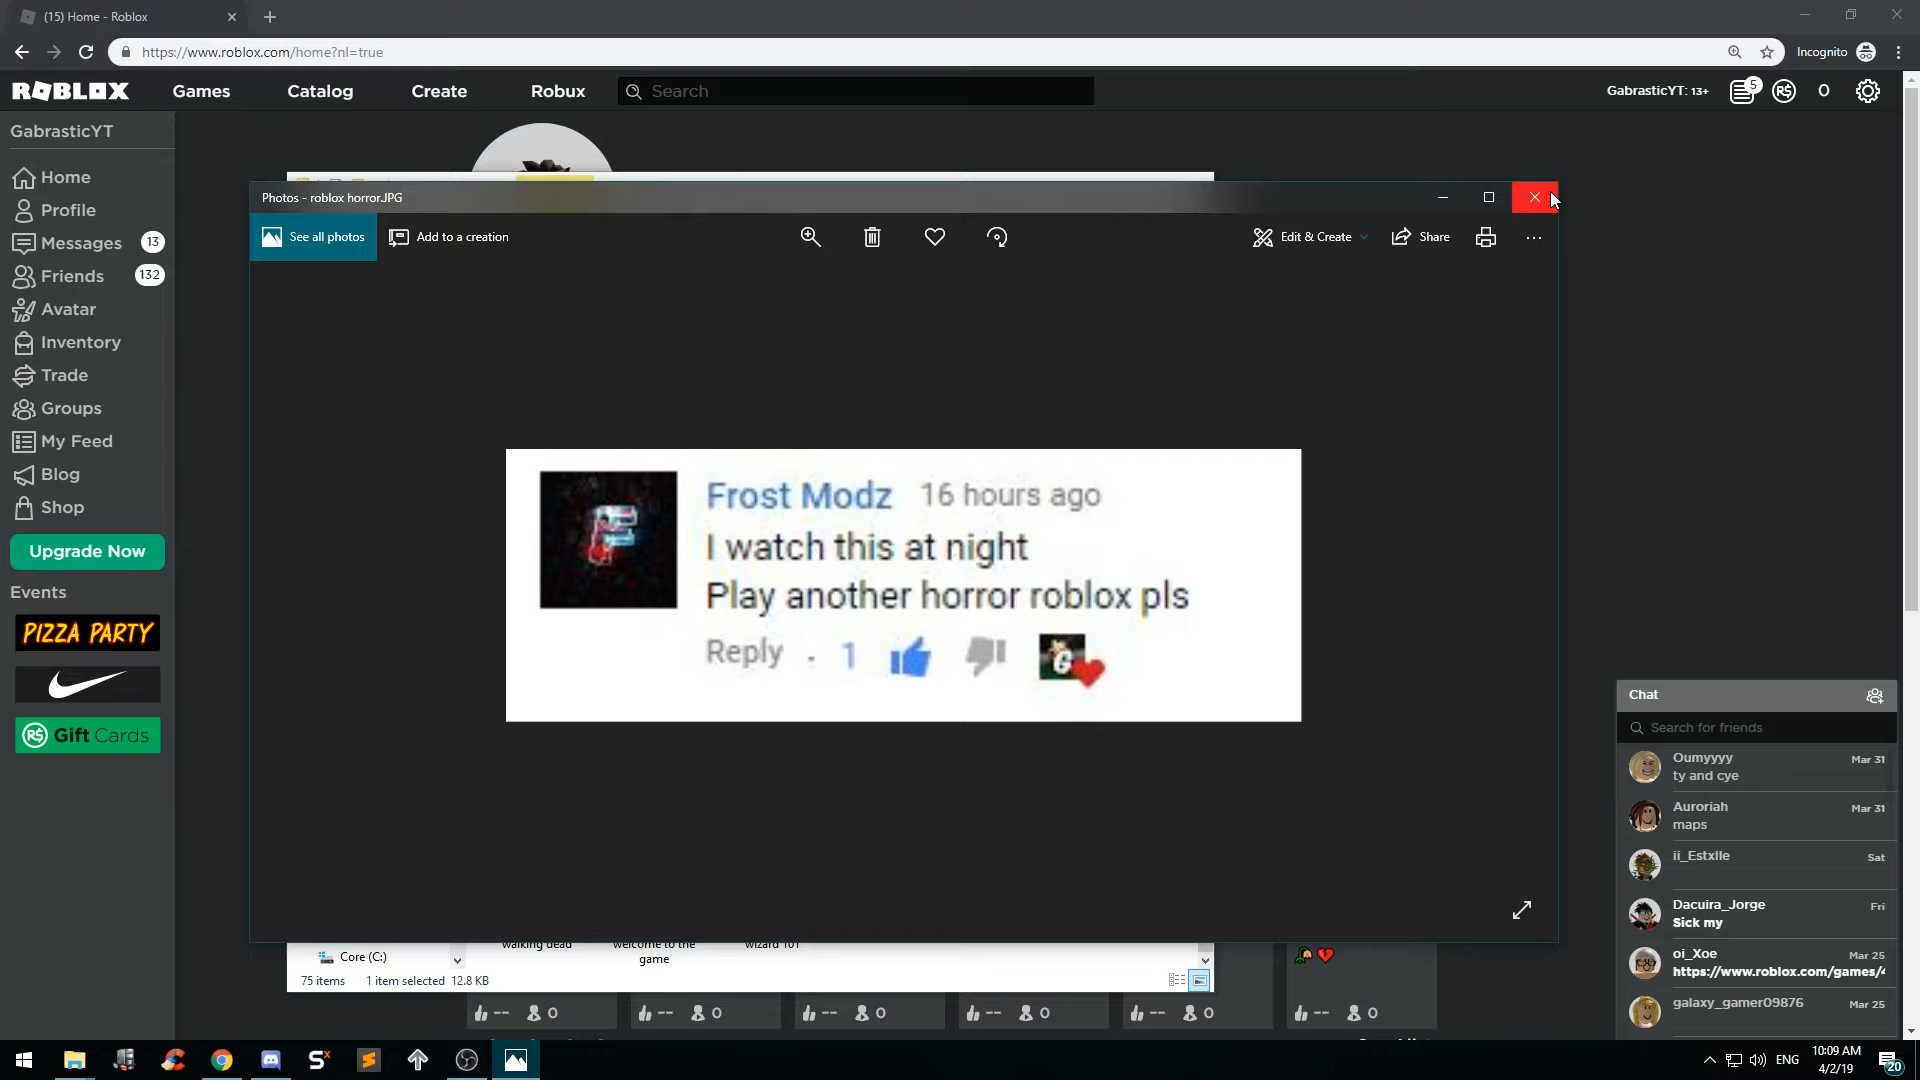 (15) Home - Roblox
https://www.roblox.com/home?nl=true
Incognito
ROBLOX
Games
Catalog
Create
Robux
Search
GabrasticYT: 13+
5
0
GabrasticYT
Home
Profile
Messages
13
Friends
132
Avatar
Inventory
Trade
Groups
My Feed
Blog
Shop
Upgrade Now
Events
PIZZA PARTY
Gift Cards
Photos - roblox horror.JPG
See all photos
Add to a creation
Edit & Create
Share
Frost Modz 16 hours ago
I watch this at night
Play another horror roblox pls
Reply . 1
G
Core (C:)
walking dead
welcome to the
game
wizard 101
75 items
1 item selected 12.8 KB
-- 0
-- 0
-- 0
-- 0
-- 0
-- 0
Chat
Search for friends
Oumyyyy
Mar 31
ty and cye
Auroriah
Mar 31
maps
ii_Estxlle
Sat
Dacuira_Jorge
Fri
Sick my
oi_Xoe
Mar 25
https://www.roblox.com/games/4
galaxy_gamer09876
Mar 25
ENG
10:09 AM
4/2/19
20